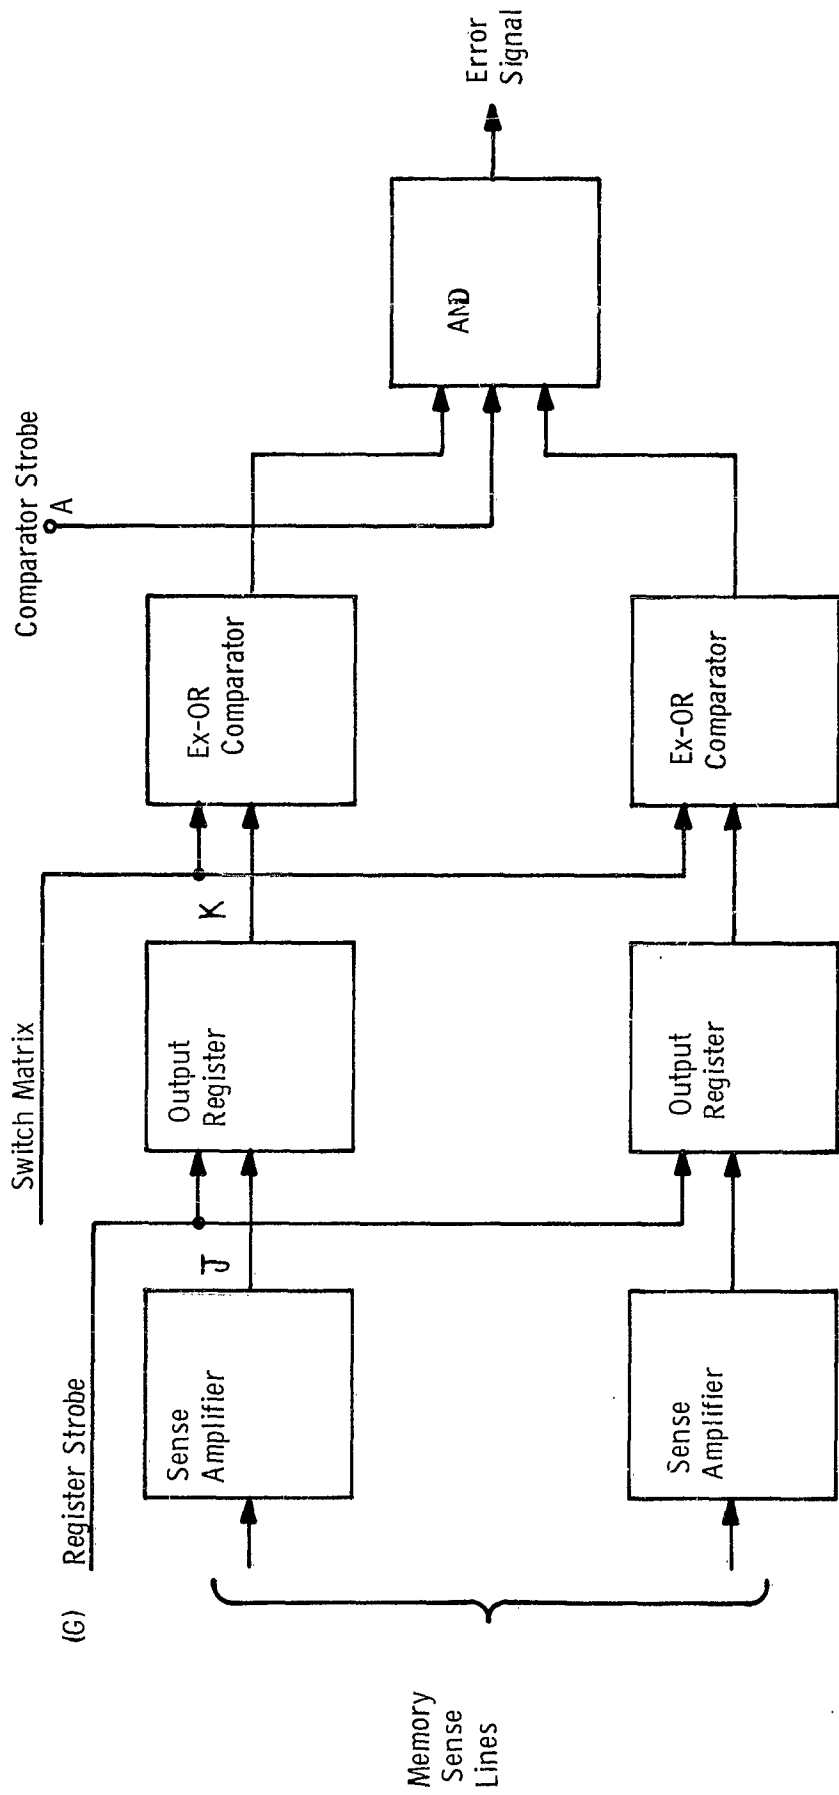 (G) Register Strobe
Switch Matrix
Comparator Strobe
A
J
K
Sense
Amplifier
Output
Register
Ex-OR
Comparator
AND
Error
Signal
Memory
Sense
Lines
Sense
Amplifier
Output
Register
Ex-OR
Comparator